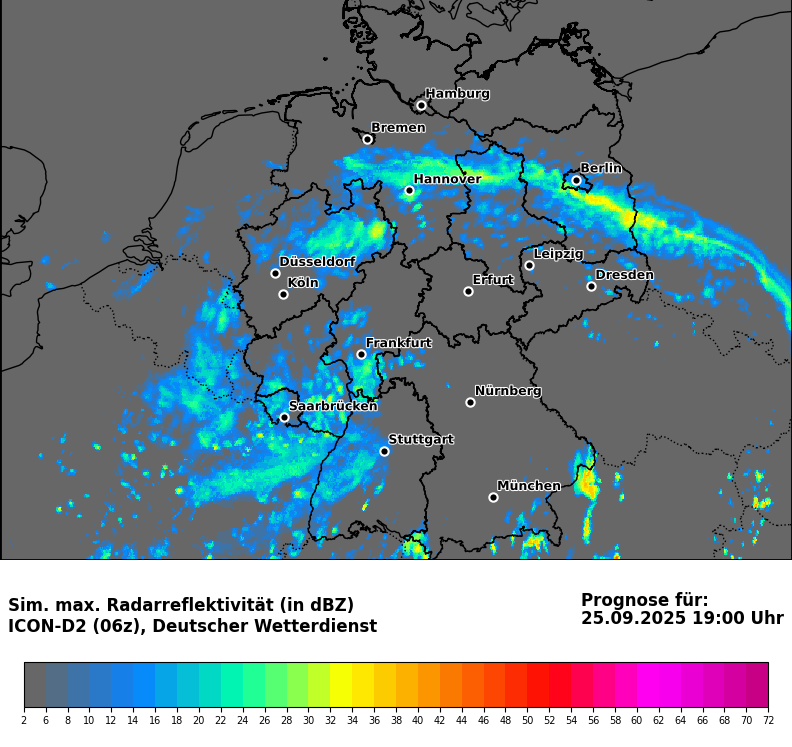 Hamburg
Bremen
Berlin
Hannover
Leipzig
Düsseldorf
Dresden
Köln
Erfurt
Frankfurt
Nürnberg
Saarbrücken
Stuttgart
München
Sim. max. Radarreflektivität (in dBZ)
ICON-D2 (06z), Deutscher Wetterdienst
Prognose für:
25.09.2025 19:00 Uhr
2 6 8 10 12 14 16 18 20 22 24 26 28 30 32 34 36 38 40 42 44 46 48 50 52 54 56 58 60 62 64 66 68 70 72